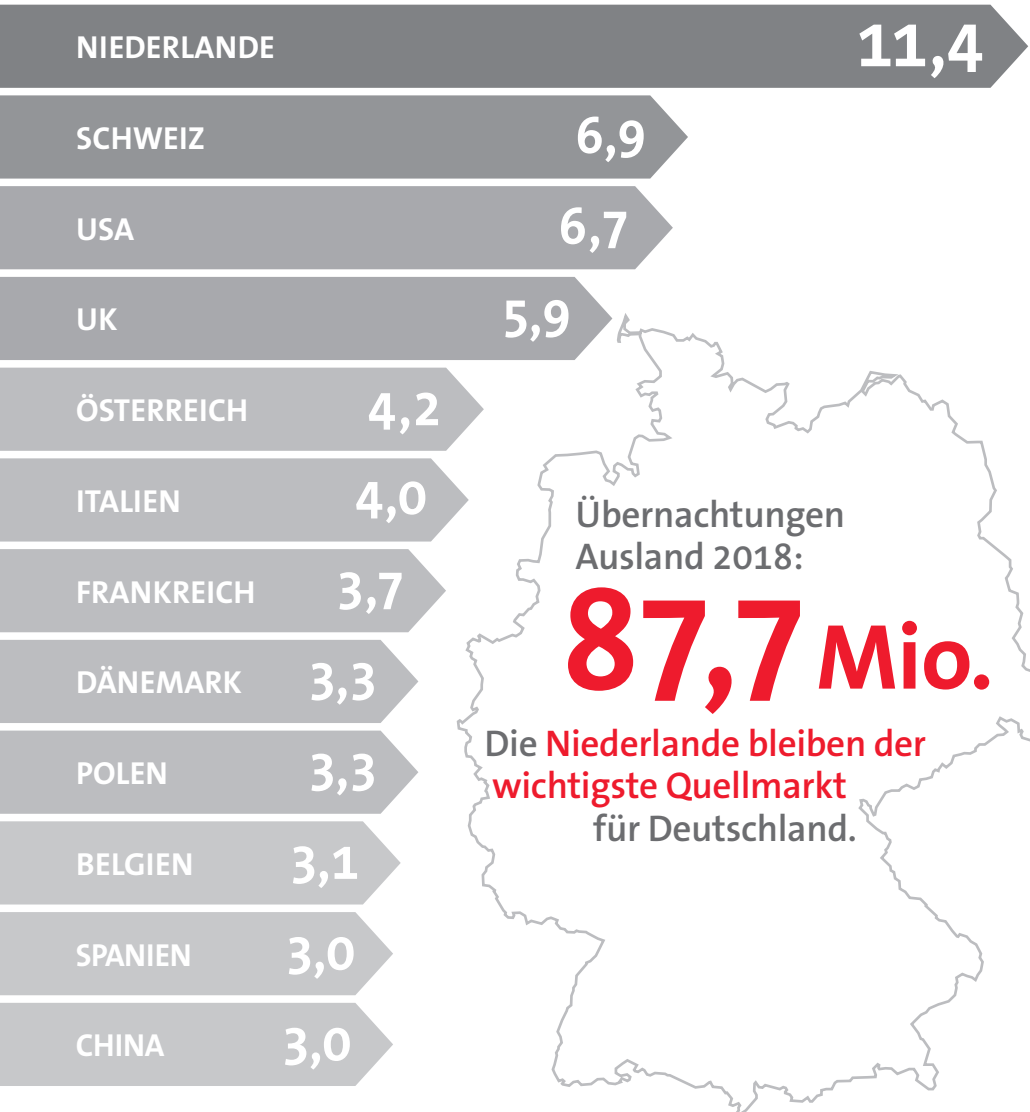 NIEDERLANDE 11,4
SCHWEIZ 6,9
USA 6,7
UK 5,9
ÖSTERREICH 4,2
ITALIEN 4,0
FRANKREICH 3,7
DÄNEMARK 3,3
POLEN 3,3
BELGIEN 3,1
SPANIEN 3,0
CHINA 3,0
Übernachtungen
Ausland 2018:
87,7 Mio.
Die Niederlande bleiben der
wichtigste Quellmarkt
für Deutschland.